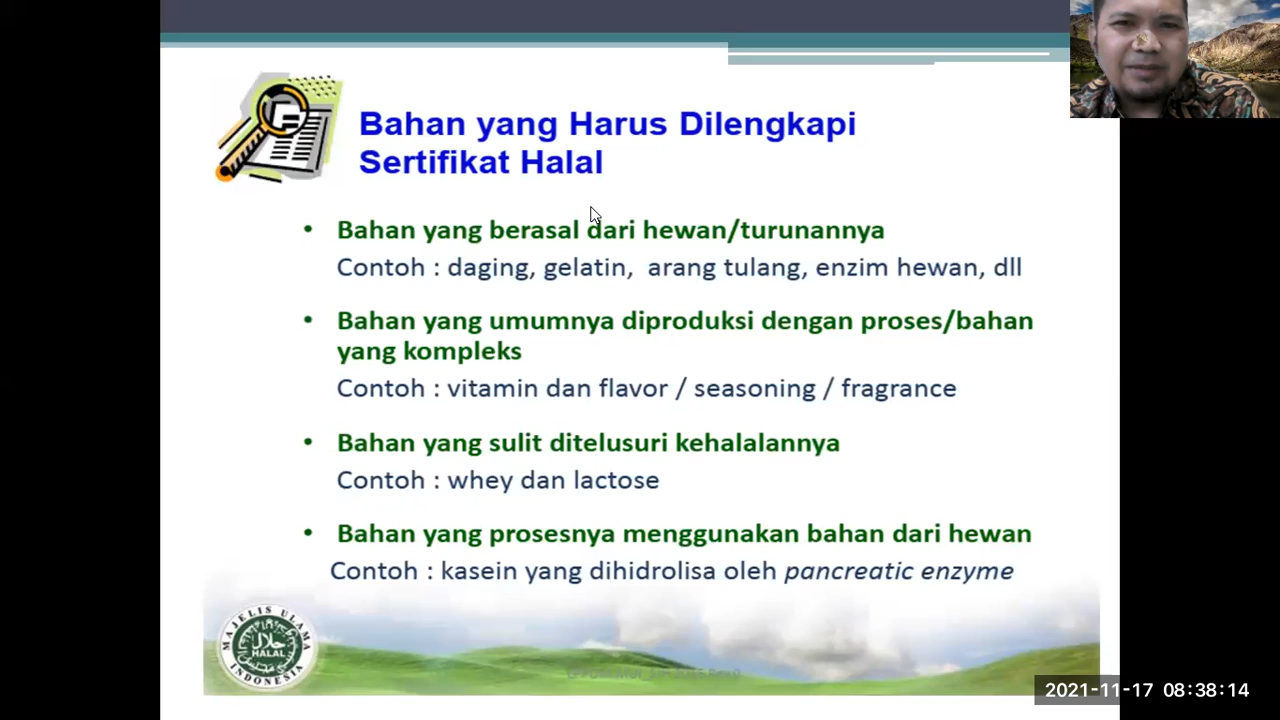 Bahan yang Harus Dilengkapi
Sertifikat Halal
• Bahan yang berasal dari hewan/turunannya
Contoh : daging, gelatin, arang tulang, enzim hewan, dll
• Bahan yang umumnya diproduksi dengan proses/bahan
yang kompleks
Contoh : vitamin dan flavor / seasoning / fragrance
• Bahan yang sulit ditelusuri kehalalannya
Contoh : whey dan lactose
• Bahan yang prosesnya menggunakan bahan dari hewan
Contoh : kasein yang dihidrolisa oleh pancreatic enzyme
MAJELIS ULAMA
حلال
HALAL
INDONESIA
2021-11-17 08:38:14